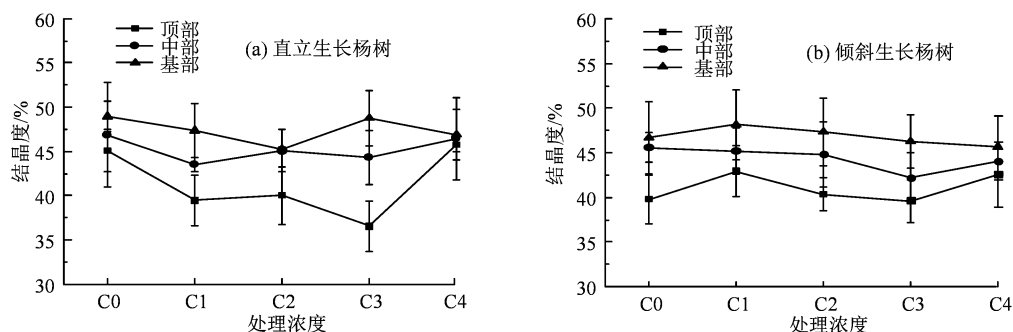 60
55
50
45
40
35
30
结晶度/%
顶部
中部
基部
(a) 直立生长杨树
C0 C1 C2 C3 C4
处理浓度
60
55
50
45
40
35
30
结晶度/%
顶部
中部
基部
(b) 倾斜生长杨树
C0 C1 C2 C3 C4
处理浓度